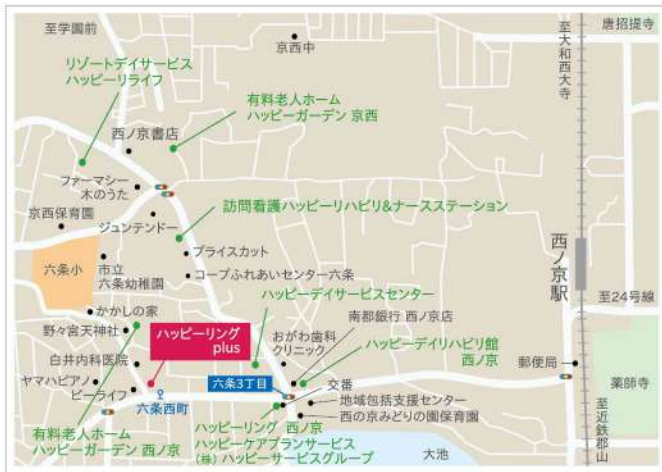 至学園前
京西中
唐招提寺
至大和西大寺
リゾートデイサービス
ハッピーリライフ
有料老人ホーム
ハッピーガーデン 京西
西ノ京書店
ファーマシー
木のうた
京西保育園
ジュンテンドー
訪問看護ハッピーリハビリ&ナースステーション
プライスカット
コープふれあいセンター六条
六条小
市立
六条幼稚園
西ノ京駅
ハッピーデイサービスセンター
至24号線
かかしの家
南都銀行 西ノ京店
野々宮天神社
ハッピーリング
plus
おがわ歯科
クリニック
ハッピーデイリハビリ館
西ノ京
白井内科医院
郵便局
薬師寺
ヤマハピアノ
ビーライフ
六条西町
六条3丁目
交番
地域包括支援センター
西の京みどりの園保育園
至近鉄郡山
有料老人ホーム
ハッピーガーデン 西ノ京
ハッピーリング 西ノ京
ハッピーケアプランサービス
(株)ハッピーサービスグループ
大池